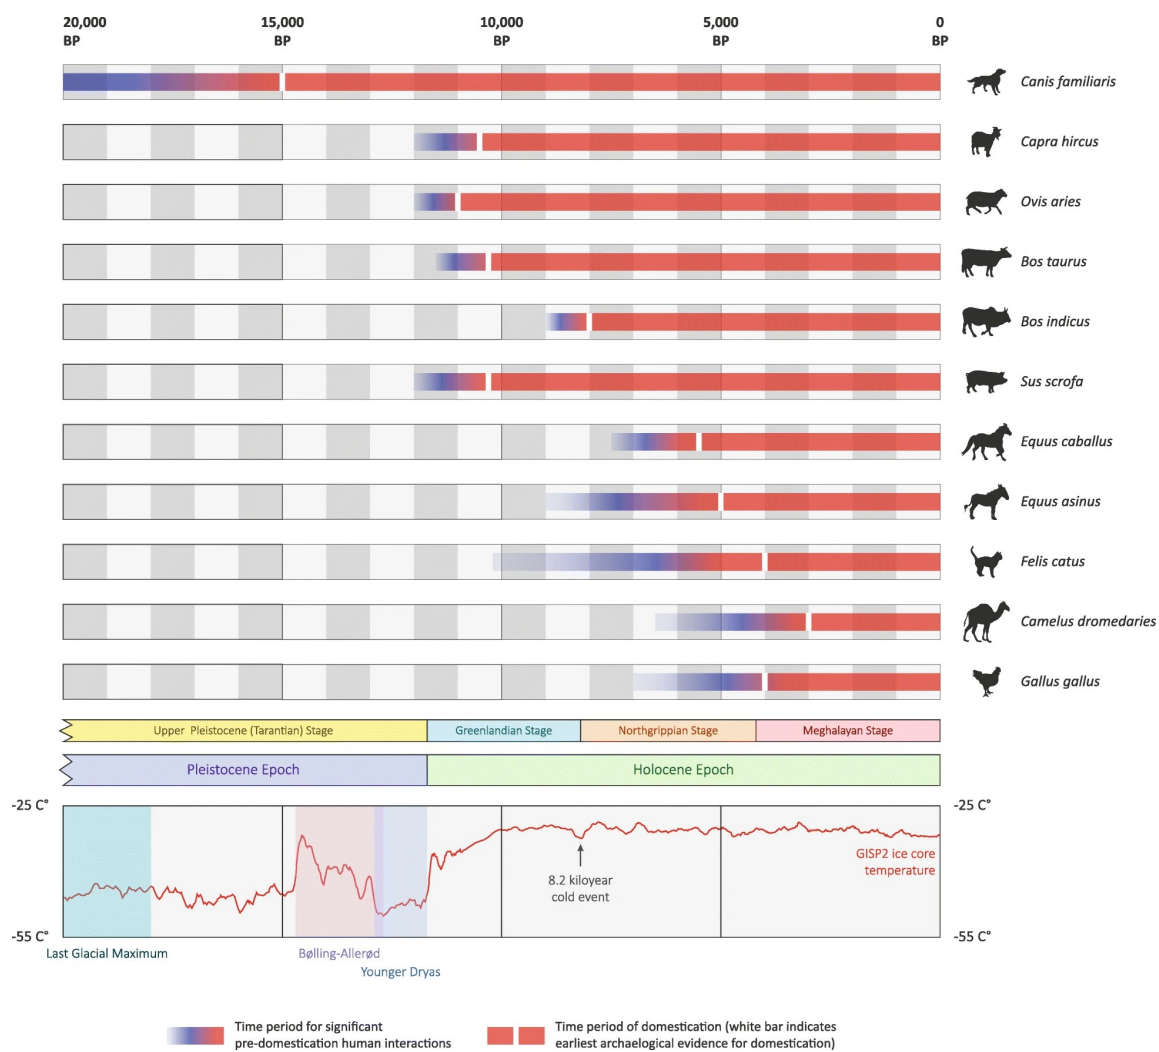 20,000 BP
15,000 BP
10,000 BP
5,000 BP
0 BP
Canis familiaris
Capra hircus
Ovis aries
Bos taurus
Bos indicus
Sus scrofa
Equus caballus
Equus asinus
Felis catus
Camelus dromedaries
Gallus gallus
Upper Pleistocene (Tarantian) Stage
Greenlandian Stage
Northgrippian Stage
Meghalayan Stage
Pleistocene Epoch
Holocene Epoch
-25 C°
-25 C°
GISP2 ice core
temperature
8.2 kiloyear
cold event
-55 C°
-55 C°
Last Glacial Maximum
Bølling-Allerød
Younger Dryas
Time period for significant
pre-domestication human interactions
Time period of domestication (white bar indicates
earliest archaelogical evidence for domestication)